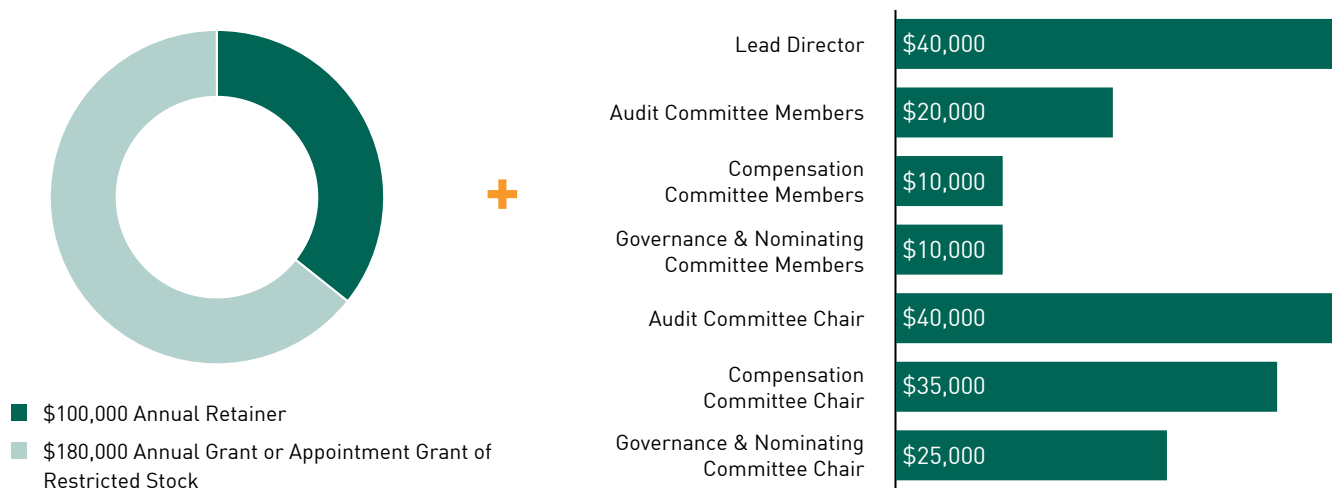 $100,000 Annual Retainer
$180,000 Annual Grant or Appointment Grant of
Restricted Stock
+
Lead Director
$40,000
Audit Committee Members
$20,000
Compensation
Committee Members
$10,000
Governance & Nominating
Committee Members
$10,000
Audit Committee Chair
$40,000
Compensation
Committee Chair
$35,000
Governance & Nominating
Committee Chair
$25,000